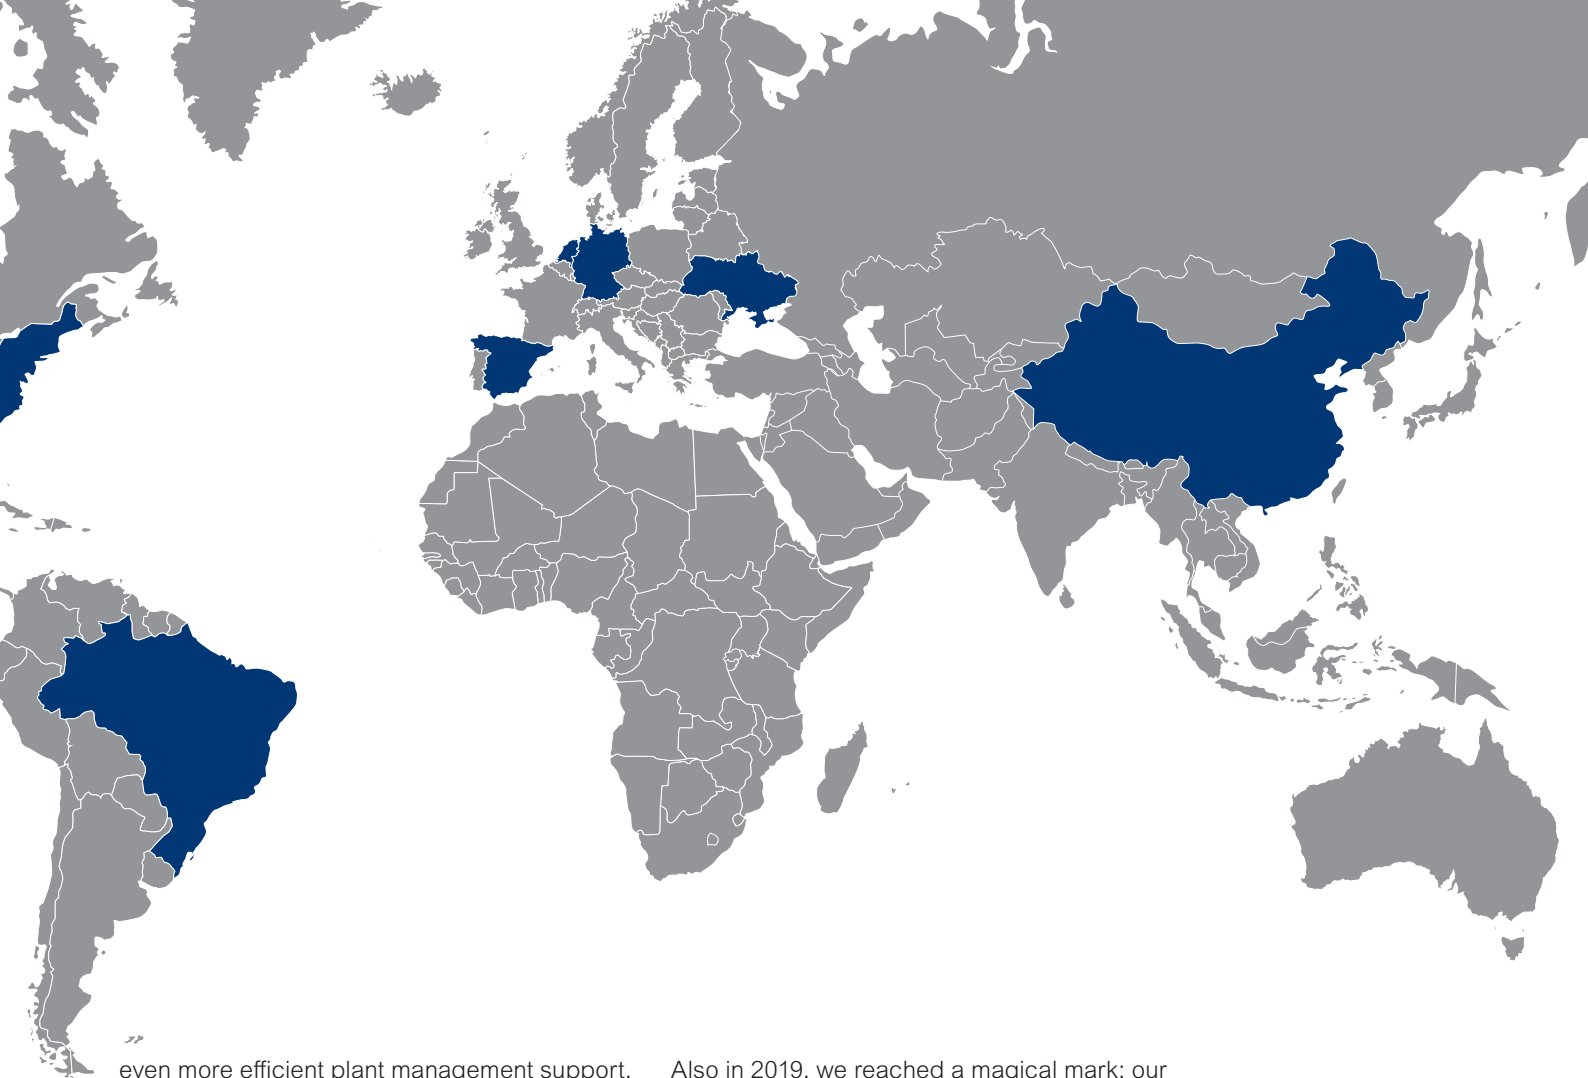 even more efficient plant management support.
Also in 2019, we reached a magical mark: our